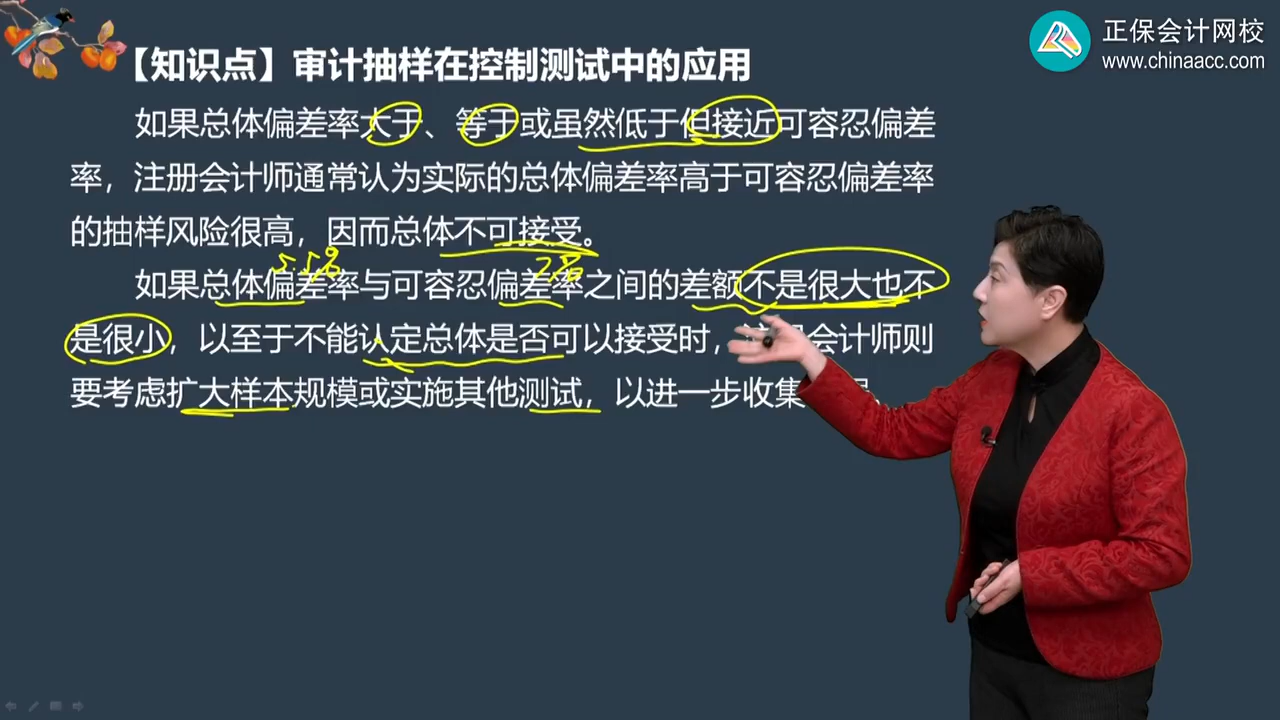 正保会计网校
www.chinaacc.com
【知识点】审计抽样在控制测试中的应用
如果总体偏差率大于、等于或虽然低于但接近可容忍偏差
率，注册会计师通常认为实际的总体偏差率高于可容忍偏差率
的抽样风险很高，因而总体不可接受。
如果总体偏差率与可容忍偏差率之间的差额不是很大也不
是很小，以至于不能认定总体是否可以接受时，会计师则
要考虑扩大样本规模或实施其他测试，以进一步收集